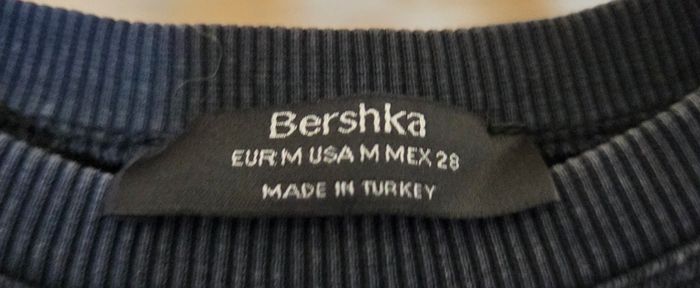 Bershka
EUR M USA M MEX 28
MADE IN TURKEY